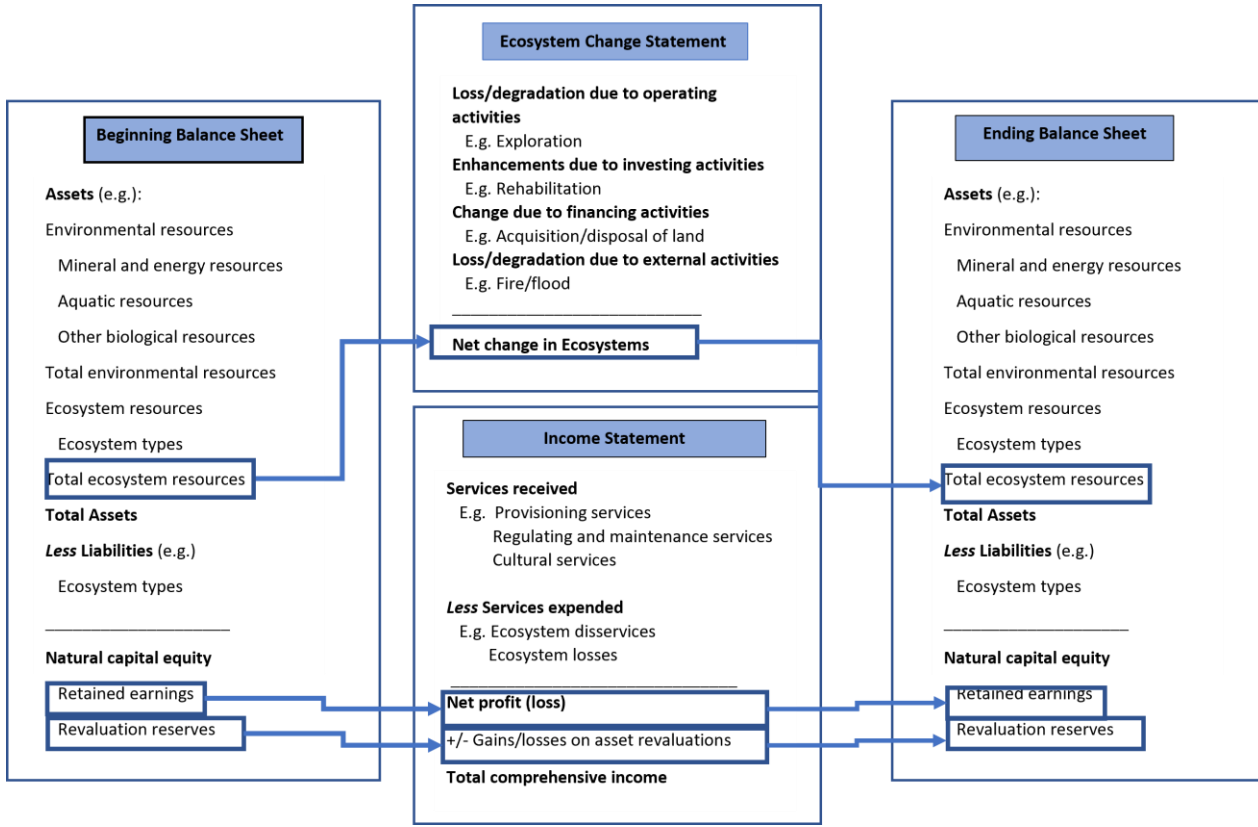 Beginning Balance Sheet
Assets (e.g.):
Environmental resources
Mineral and energy resources
Aquatic resources
Other biological resources
Total environmental resources
Ecosystem resources
Ecosystem types
Total ecosystem resources
Total Assets
Less Liabilities (e.g.)
Ecosystem types
Natural capital equity
Retained earnings
Revaluation reserves
Ecosystem Change Statement
Loss/degradation due to operating
activities
E.g. Exploration
Enhancements due to investing activities
E.g. Rehabilitation
Change due to financing activities
E.g. Acquisition/disposal of land
Loss/degradation due to external activities
E.g. Fire/flood
Net change in Ecosystems
Income Statement
Services received
E.g. Provisioning services
Regulating and maintenance services
Cultural services
Less Services expended
E.g. Ecosystem disservices
Ecosystem losses
Net profit (loss)
+/- Gains/losses on asset revaluations
Total comprehensive income
Ending Balance Sheet
Assets (e.g.):
Environmental resources
Mineral and energy resources
Aquatic resources
Other biological resources
Total environmental resources
Ecosystem resources
Ecosystem types
Total ecosystem resources
Total Assets
Less Liabilities (e.g.)
Ecosystem types
Natural capital equity
Retained earnings
Revaluation reserves